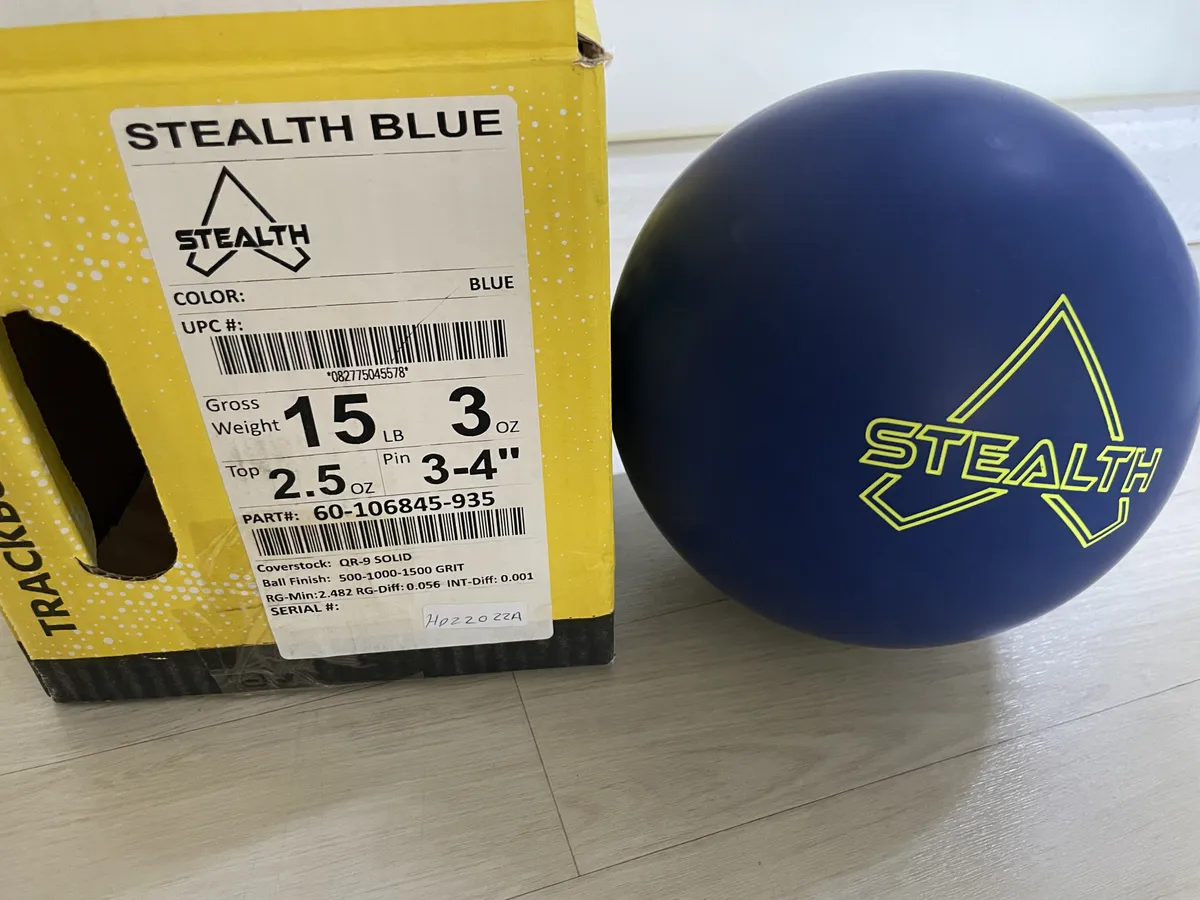 STEALTH BLUE
STEALTH
COLOR: BLUE
UPC #:
*082775045578*
Gross Weight 15 LB 3 OZ
Top 2.5 OZ Pin 3-4"
PART#: 60-106845-935
Coverstock: QR-9 SOLID
Ball Finish: 500-1000-1500 GRIT
RG-Min:2.482 RG-Diff: 0.056 INT-Diff: 0.001
SERIAL #: HD22022A
STEALTH